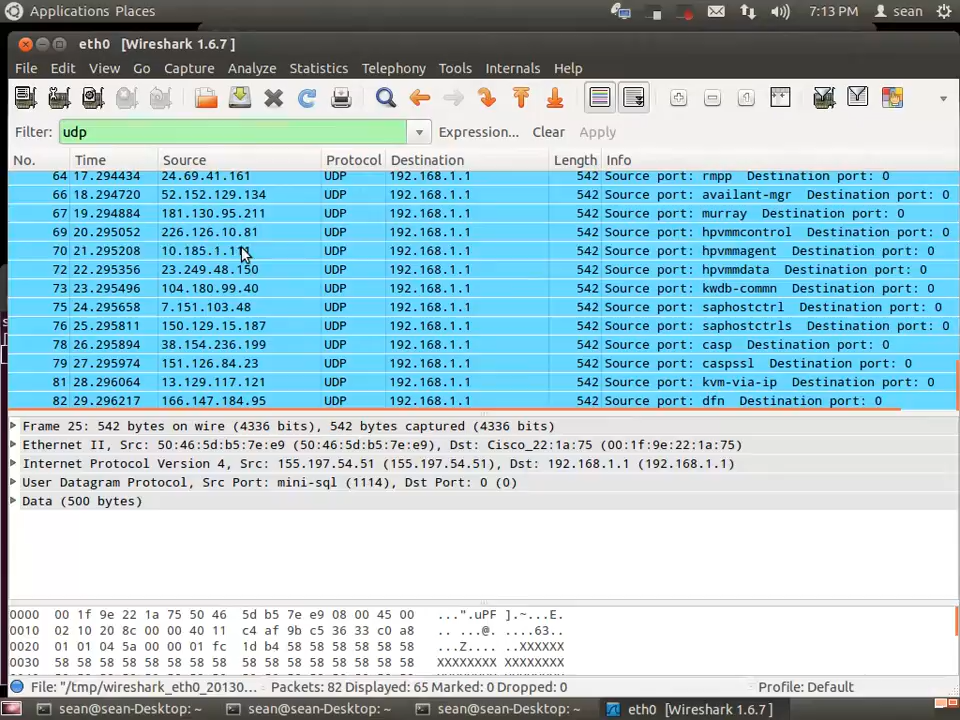 Applications Places 7:13 PM sean
eth0 [Wireshark 1.6.7 ]
File Edit View Go Capture Analyze Statistics Telephony Tools Internals Help
Filter: udp Expression... Clear Apply
No. Time Source Protocol Destination Length Info
64 17.294434 24.69.41.161 UDP 192.168.1.1 542 Source port: rmpp Destination port: 0
66 18.294720 52.152.129.134 UDP 192.168.1.1 542 Source port: availant-mgr Destination port: 0
67 19.294884 181.130.95.211 UDP 192.168.1.1 542 Source port: murray Destination port: 0
69 20.295052 226.126.10.81 UDP 192.168.1.1 542 Source port: hpvmmcontrol Destination port: 0
70 21.295208 10.185.1.1 UDP 192.168.1.1 542 Source port: hpvmmagent Destination port: 0
72 22.295356 23.249.48.150 UDP 192.168.1.1 542 Source port: hpvmmdata Destination port: 0
73 23.295496 104.180.99.40 UDP 192.168.1.1 542 Source port: kwdb-commn Destination port: 0
75 24.295658 7.151.103.48 UDP 192.168.1.1 542 Source port: saphostctrl Destination port: 0
76 25.295811 150.129.15.187 UDP 192.168.1.1 542 Source port: saphostctrls Destination port: 0
78 26.295894 38.154.236.199 UDP 192.168.1.1 542 Source port: casp Destination port: 0
79 27.295974 151.126.84.23 UDP 192.168.1.1 542 Source port: caspssl Destination port: 0
81 28.296064 13.129.117.121 UDP 192.168.1.1 542 Source port: kvm-via-ip Destination port: 0
82 29.296217 166.147.184.95 UDP 192.168.1.1 542 Source port: dfn Destination port: 0
Frame 25: 542 bytes on wire (4336 bits), 542 bytes captured (4336 bits)
Ethernet II, Src: 50:46:5d:b5:7e:e9 (50:46:5d:b5:7e:e9), Dst: Cisco_22:1a:75 (00:1f:9e:22:1a:75)
Internet Protocol Version 4, Src: 155.197.54.51 (155.197.54.51), Dst: 192.168.1.1 (192.168.1.1)
User Datagram Protocol, Src Port: mini-sql (1114), Dst Port: 0 (0)
Data (500 bytes)
0000 00 1f 9e 22 1a 75 50 46 5d b5 7e e9 08 00 45 00 ...".uPF ].~...E.
0010 02 10 20 8c 00 00 40 11 c4 af 9b c5 36 33 c0 a8 .. ...@. ....63..
0020 01 01 04 5a 00 00 01 fc 1d b4 58 58 58 58 58 58 ...Z.... ..XXXXXX
0030 58 58 58 58 58 58 58 58 58 58 58 58 58 58 58 58 XXXXXXXX XXXXXXXX
File: "/tmp/wireshark_eth0_20130... Packets: 82 Displayed: 65 Marked: 0 Dropped: 0 Profile: Default
sean@sean-Desktop: ~ sean@sean-Desktop: ~ sean@sean-Desktop: ~ eth0 [Wireshark 1.6.7 ]